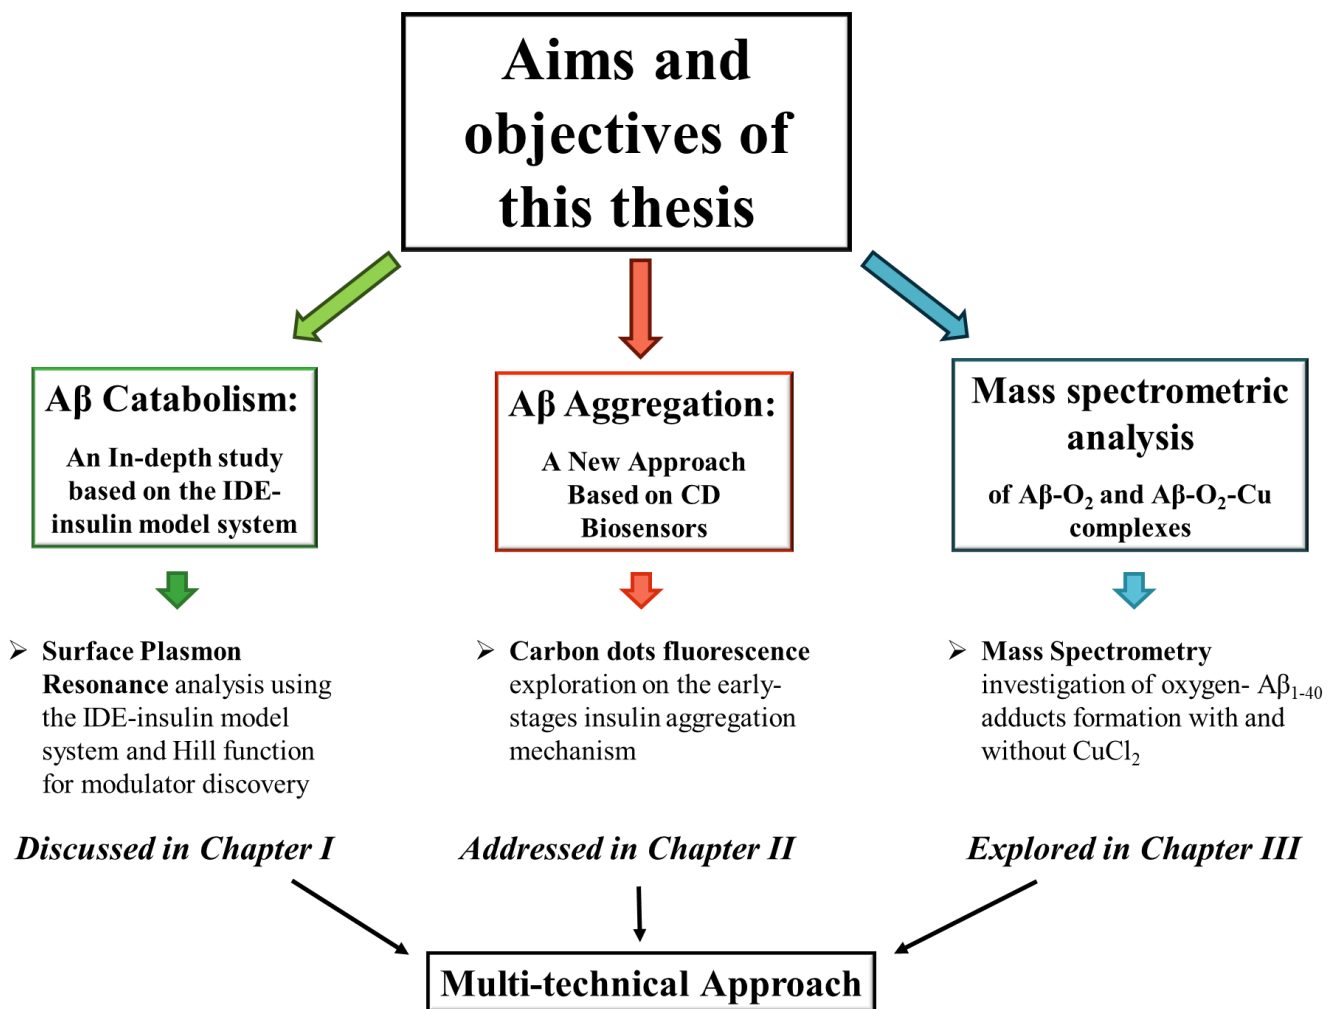 Aims and
objectives of
this thesis
Aβ Catabolism:
An In-depth study
based on the IDE-
insulin model system
Aβ Aggregation:
A New Approach
Based on CD
Biosensors
Mass spectrometric
analysis
of Aβ-O₂ and Aβ-O₂-Cu
complexes
➢ Surface Plasmon
Resonance analysis using
the IDE-insulin model
system and Hill function
for modulator discovery
➢ Carbon dots fluorescence
exploration on the early-
stages insulin aggregation
mechanism
➢ Mass Spectrometry
investigation of oxygen- Aβ₁₋₄₀
adducts formation with and
without CuCl₂
Discussed in Chapter I
Addressed in Chapter II
Explored in Chapter III
Multi-technical Approach